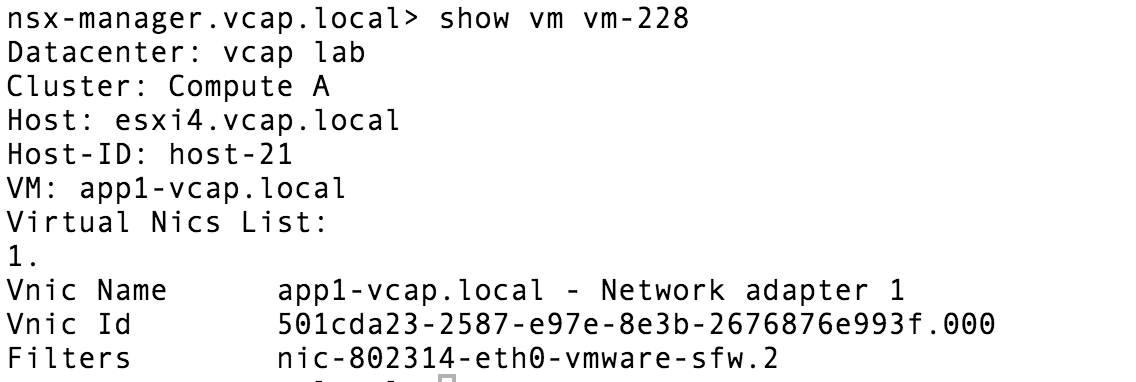 nsx-manager.vcap.local> show vm vm-228
Datacenter: vcap lab
Cluster: Compute A
Host: esxi4.vcap.local
Host-ID: host-21
VM: app1-vcap.local
Virtual Nics List:
1.
Vnic Name      app1-vcap.local - Network adapter 1
Vnic Id        501cda23-2587-e97e-8e3b-2676876e993f.000
Filters        nic-802314-eth0-vmware-sfw.2